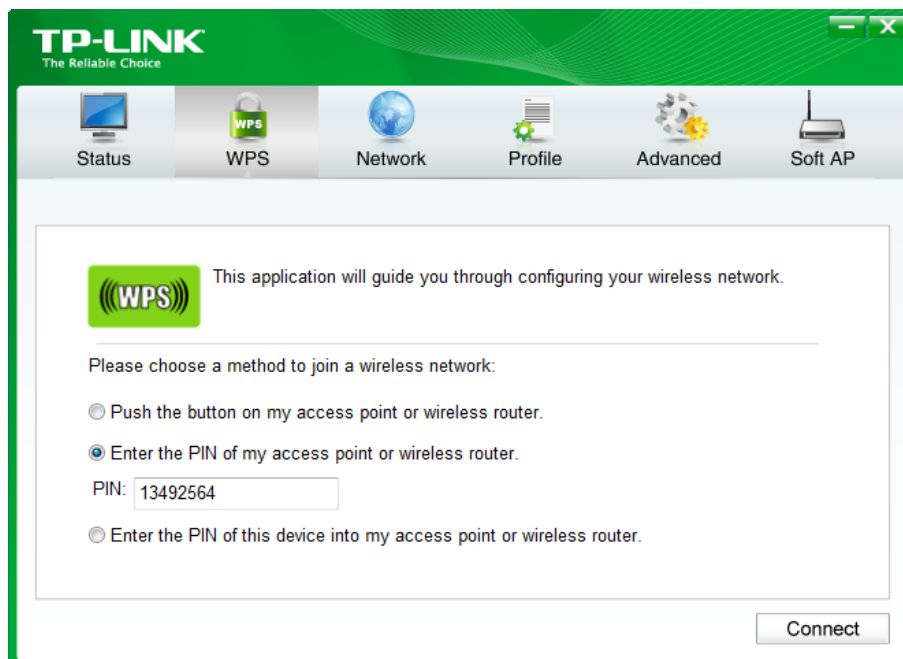 TP-LINK
The Reliable Choice
WPS
Status WPS Network Profile Advanced Soft AP
WPS
This application will guide you through configuring your wireless network.
Please choose a method to join a wireless network:
Push the button on my access point or wireless router.
Enter the PIN of my access point or wireless router.
PIN: 13492564
Enter the PIN of this device into my access point or wireless router.
Connect